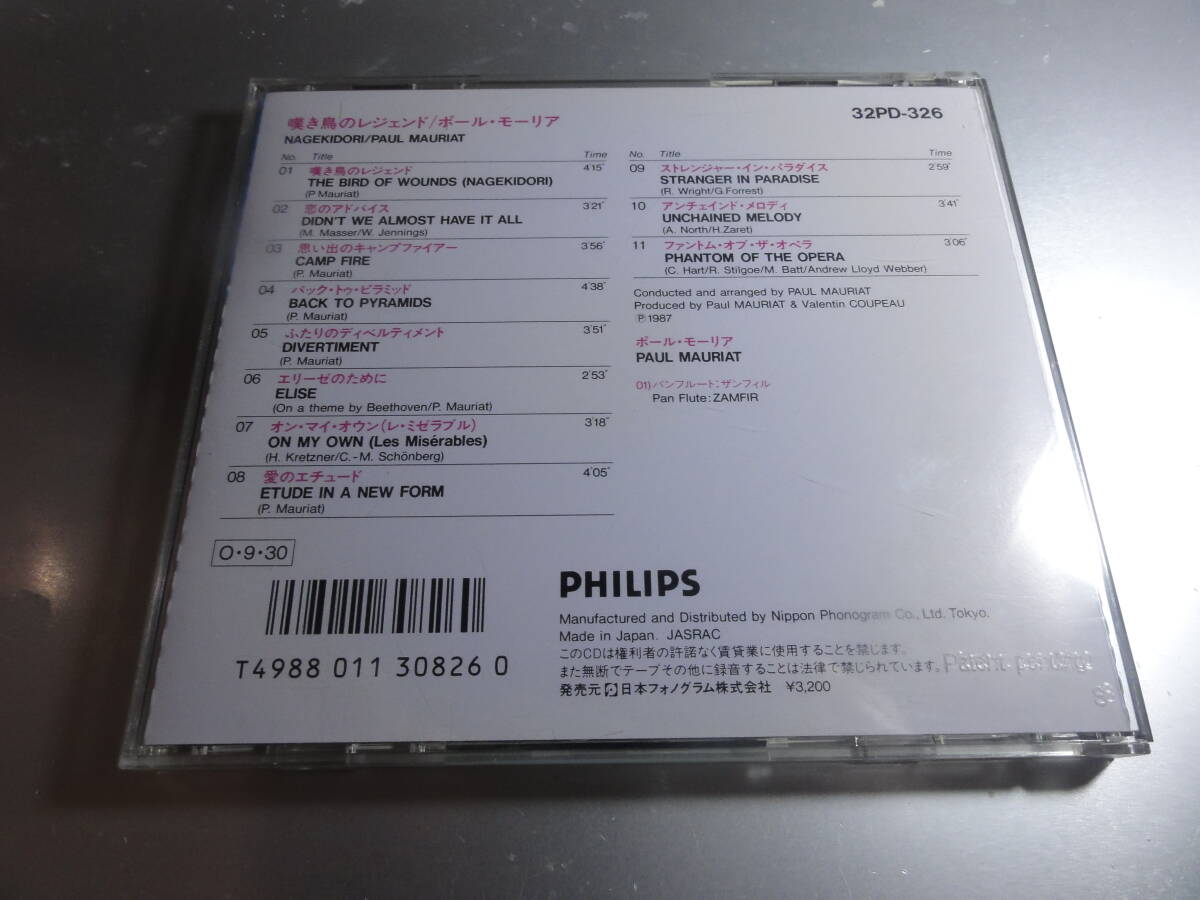 32PD-326
嘆き鳥のレジェンド/ポール・モーリア
NAGEKIDORI/PAUL MAURIAT
No. Title Time
01 嘆き鳥のレジェンド 4'15"
THE BIRD OF WOUNDS (NAGEKIDORI)
(P. Mauriat)
02 恋のアドバイス 3'21"
DIDN'T WE ALMOST HAVE IT ALL
(M. Masser/W. Jennings)
03 思い出のキャンプファイアー 3'56"
CAMP FIRE
(P. Mauriat)
04 バック・トゥ・ピラミッド 4'38"
BACK TO PYRAMIDS
(P. Mauriat)
05 ふたりのディベルティメント 3'51"
DIVERTIMENT
(P. Mauriat)
06 エリーゼのために 2'53"
ELISE
(On a theme by Beethoven/P. Mauriat)
07 オン・マイ・オウン(レ・ミゼラブル) 3'18"
ON MY OWN (Les Misérables)
(H. Kretzner/C.-M. Schönberg)
08 愛のエチュード 4'05"
ETUDE IN A NEW FORM
(P. Mauriat)
No. Title Time
09 ストレンジャー・イン・パラダイス 2'59"
STRANGER IN PARADISE
(R. Wright/G.Forrest)
10 アンチェインド・メロディ 3'41"
UNCHAINED MELODY
(A. North/H.Zaret)
11 ファントム・オブ・ザ・オペラ 3'06"
PHANTOM OF THE OPERA
(C. Hart/R. Stilgoe/M. Batt/Andrew Lloyd Webber)
Conducted and arranged by PAUL MAURIAT
Produced by Paul MAURIAT & Valentin COUPEAU
Ⓟ1987
ポール・モーリア
PAUL MAURIAT
01)パンフルート:ザンフィル
Pan Flute:ZAMFIR
O・9・30
T4988011308260
PHILIPS
Manufactured and Distributed by Nippon Phonogram Co., Ltd. Tokyo.
Made in Japan. JASRAC
このCDは権利者の許諾なく賃貸業に使用することを禁じます。
また無断でテープその他に録音することは法律で禁じられています。
発売元 日本フォノグラム株式会社 ¥3,200